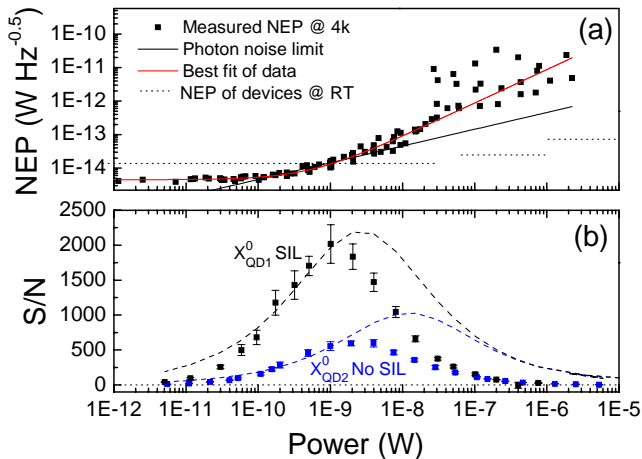 (a)
Measured NEP @ 4k
Photon noise limit
Best fit of data
NEP of devices @ RT
NEP (W Hz^-0.5)
1E-10
1E-11
1E-12
1E-13
1E-14
(b)
S/N
2500
2000
1500
1000
500
0
X^0_QD1 SIL
X^0_QD2 No SIL
1E-12 1E-11 1E-10 1E-9 1E-8 1E-7 1E-6 1E-5
Power (W)